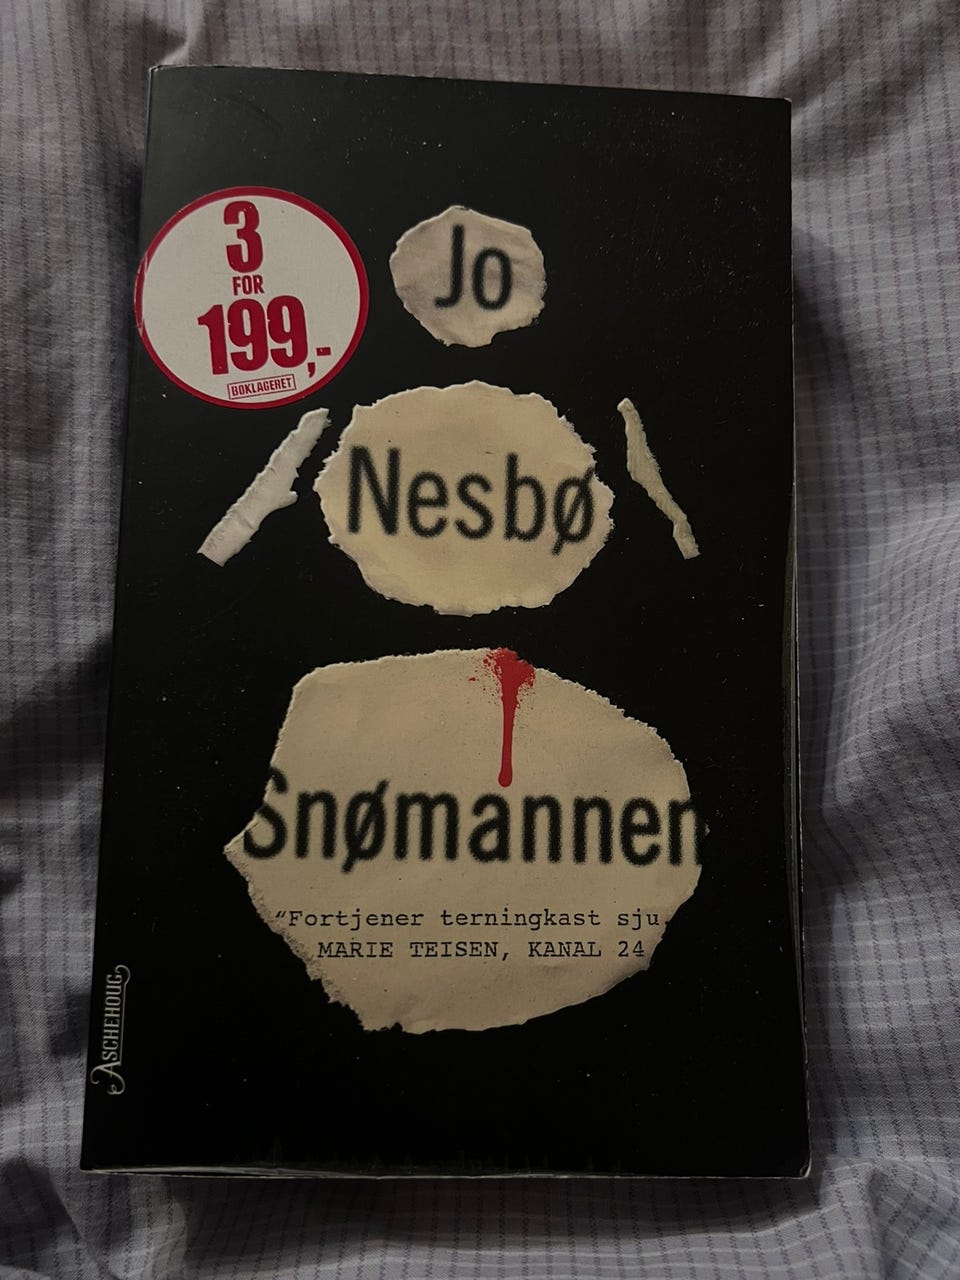 3
FOR
199,-
BOKLAGERET
Jo
Nesbø
Snømannen
"Fortjener terningkast sju.
MARIE TEISEN, KANAL 24
ASCHEHOUG